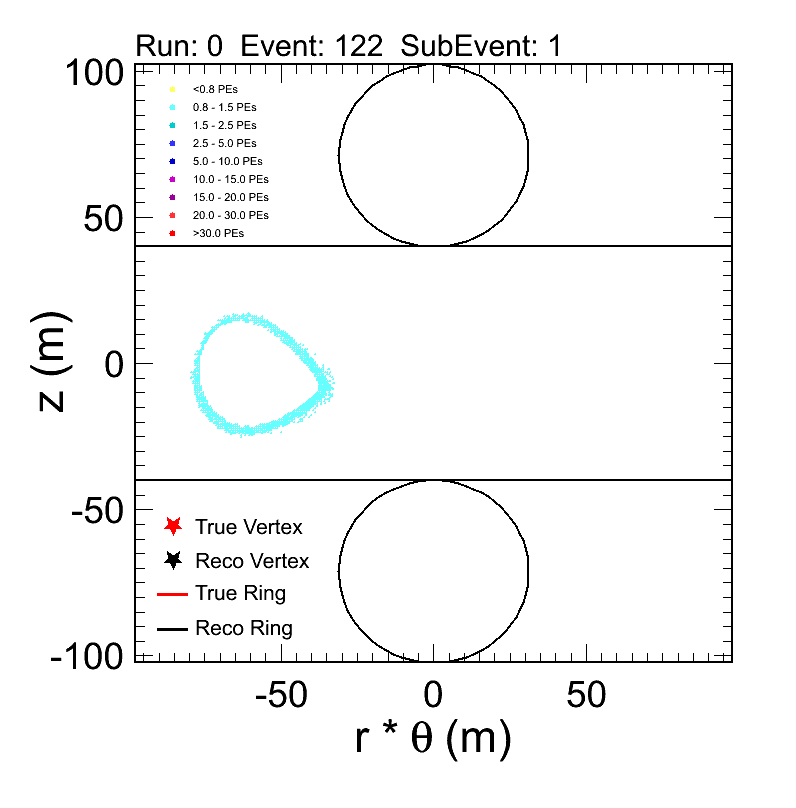 Run: 0  Event: 122  SubEvent: 1
100
50
0
-50
-100
z (m)
<0.8 PEs
0.8 - 1.5 PEs
1.5 - 2.5 PEs
2.5 - 5.0 PEs
5.0 - 10.0 PEs
10.0 - 15.0 PEs
15.0 - 20.0 PEs
20.0 - 30.0 PEs
>30.0 PEs
True Vertex
Reco Vertex
True Ring
Reco Ring
-50 0 50
r * θ (m)